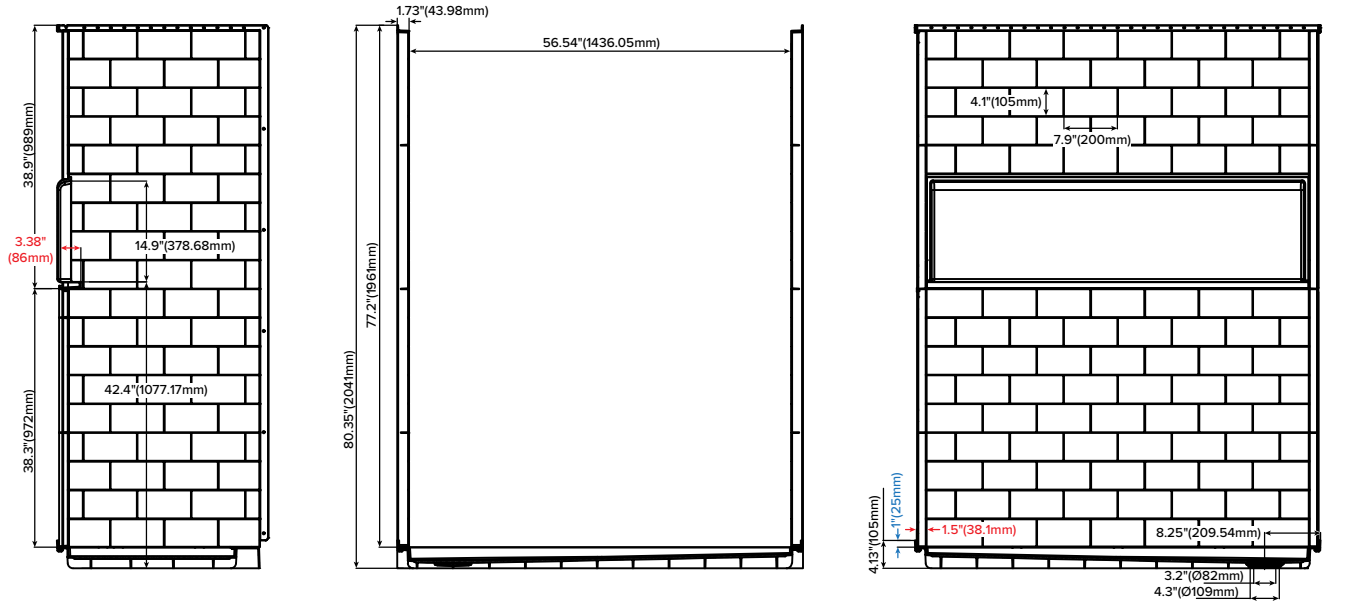 38.9"(989mm)
3.38"
(86mm)
14.9"(378.68mm)
42.4"(1077.17mm)
38.3"(972mm)
1.73"(43.98mm)
56.54"(1436.05mm)
77.2"(1961mm)
80.35"(2041mm)
4.1"(105mm)
7.9"(200mm)
4.13"(105mm)
1"(25mm)
1.5"(38.1mm)
8.25"(209.54mm)
3.2"(Ø82mm)
4.3"(Ø109mm)